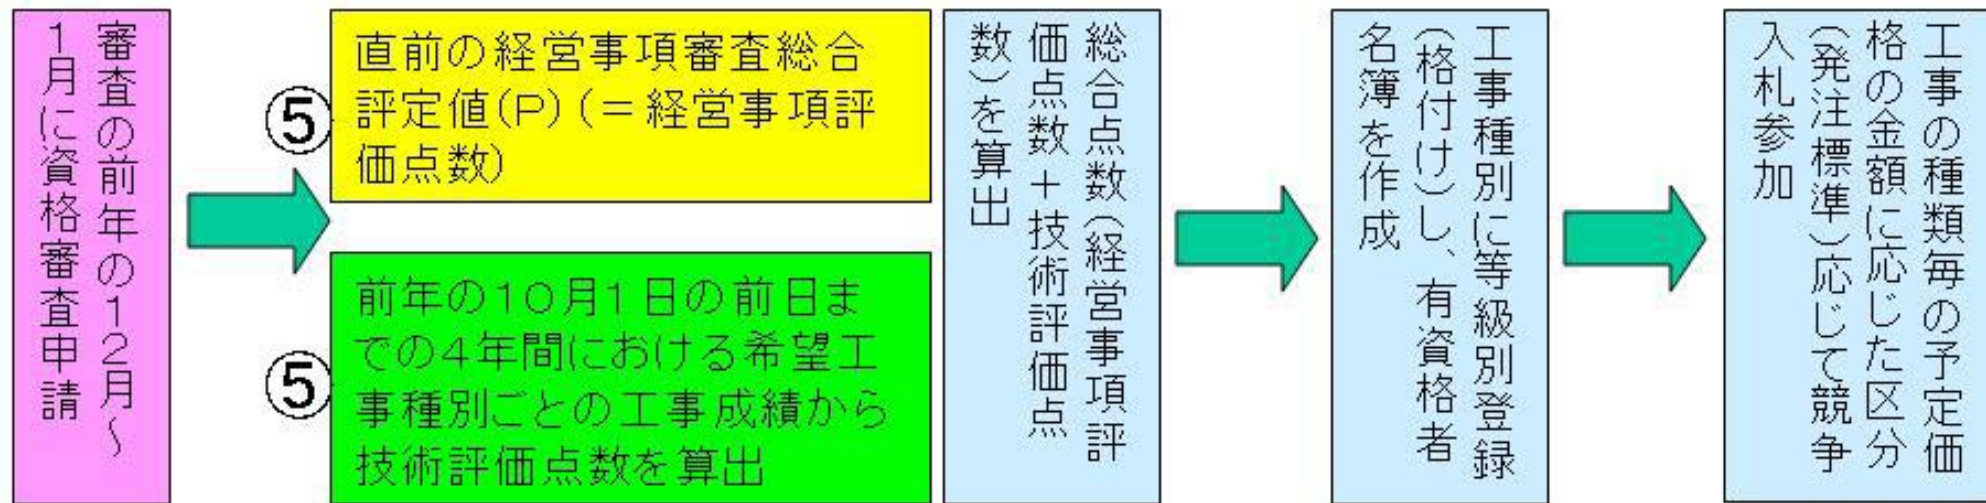 審査の前年の12月～
1月に資格審査申請
⑤
直前の経営事項審査総合
評定値(P)(=経営事項評
価点数)
⑤
前年の10月1日の前日ま
での4年間における希望工
事種別ごとの工事成績から
技術評価点数を算出
総合点数(経営事項評
価点数+技術評価点
数)を算出
工事種別に等級別登録
(格付け)し、有資格者
名簿を作成
工事の種類毎の予定価
格の金額に応じた区分
(発注標準)応じて競争
入札参加